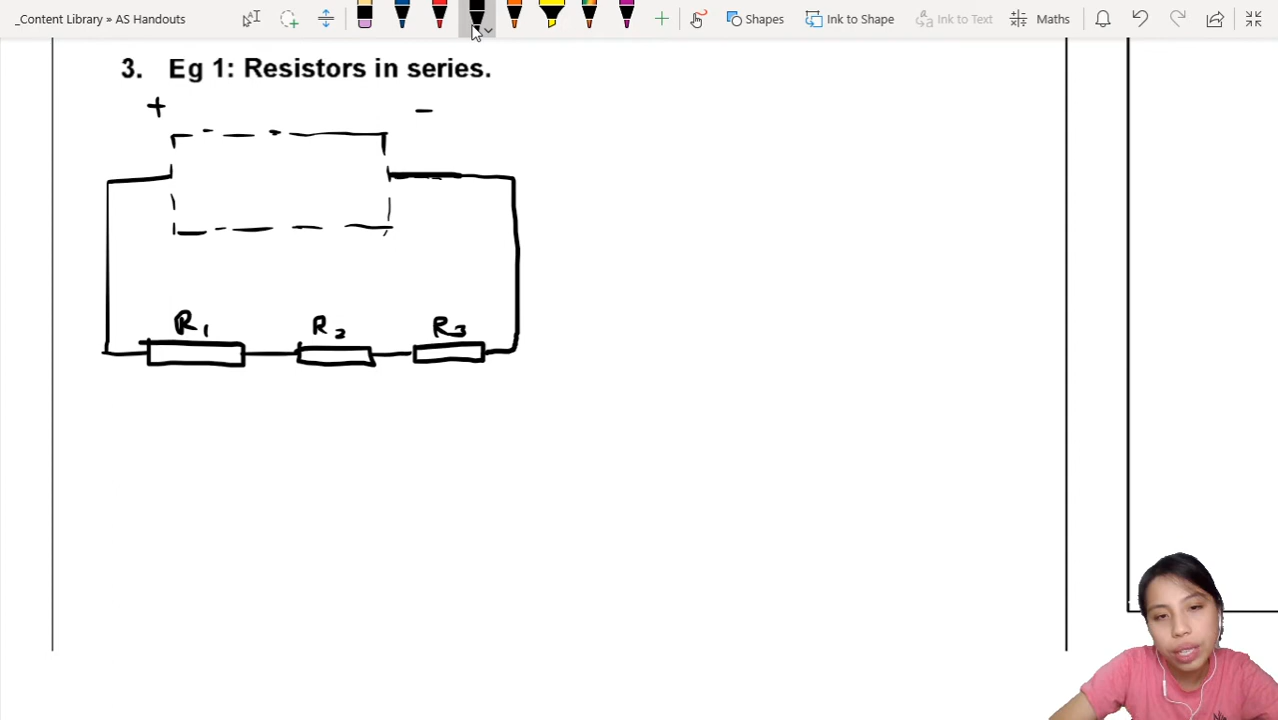 _Content Library » AS Handouts
Shapes
Ink to Shape
Ink to Text
Maths
3. Eg 1: Resistors in series.
+ -
R1 R2 R3